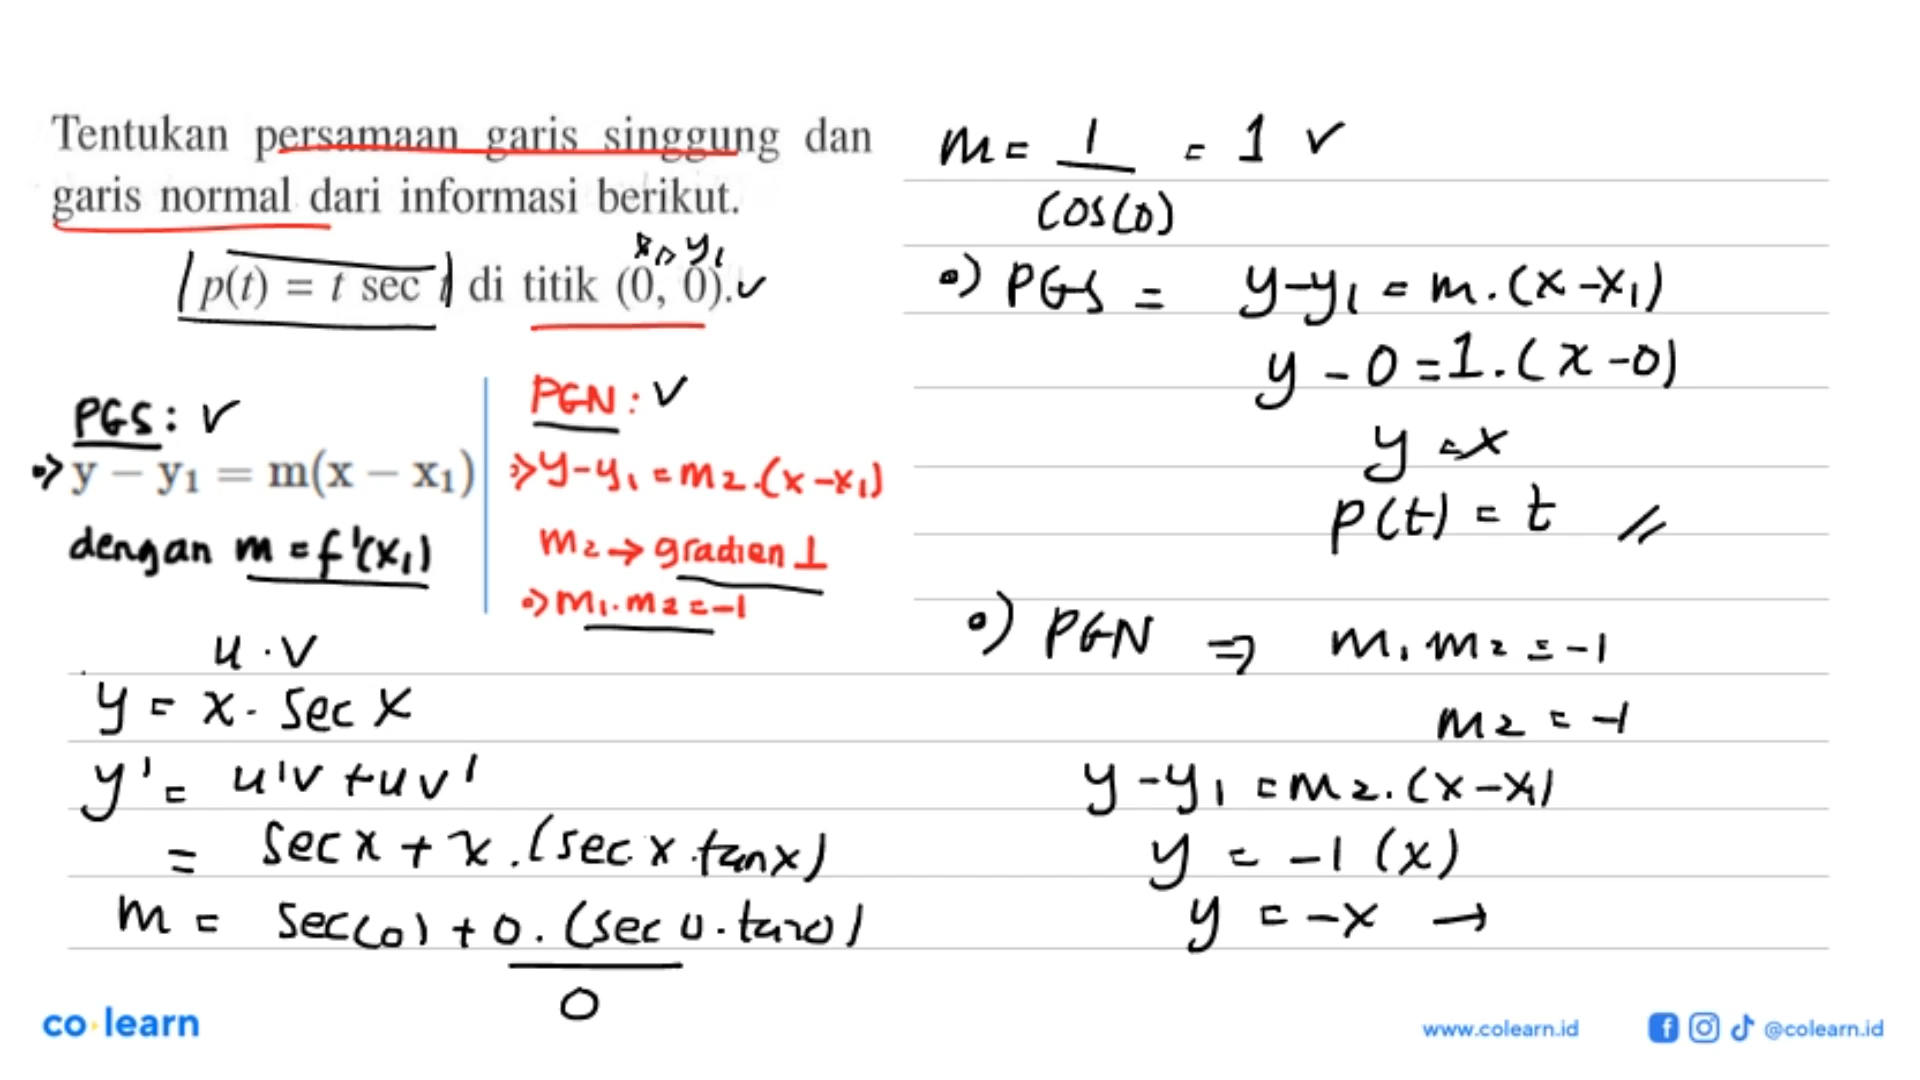 Tentukan persamaan garis singgung dan
garis normal dari informasi berikut.
x₁, y₁
p(t) = t sec t di titik (0, 0). ✓
PGS : ✓
•> y − y₁ = m(x − x₁)
dengan m = f'(x₁)
PGN : ✓
•> y-y₁ = m₂.(x-x₁)
m₂ → gradien ⊥
•> m₁.m₂ = -1
u . v
y = x . sec x
y' = u'v + uv'
= sec x + x . (sec x . tan x)
m = sec(0) + 0 . (sec 0 . tan 0)
0
m = 1/cos(0) = 1 ✓
•) PGS = y-y₁ = m.(x-x₁)
y - 0 = 1.(x-0)
y = x
p(t) = t //
•) PGN ⇒ m₁ m₂ = -1
m₂ = -1
y-y₁ = m₂.(x-x₁)
y = -1 (x)
y = -x →
co learn
www.colearn.id
@colearn.id